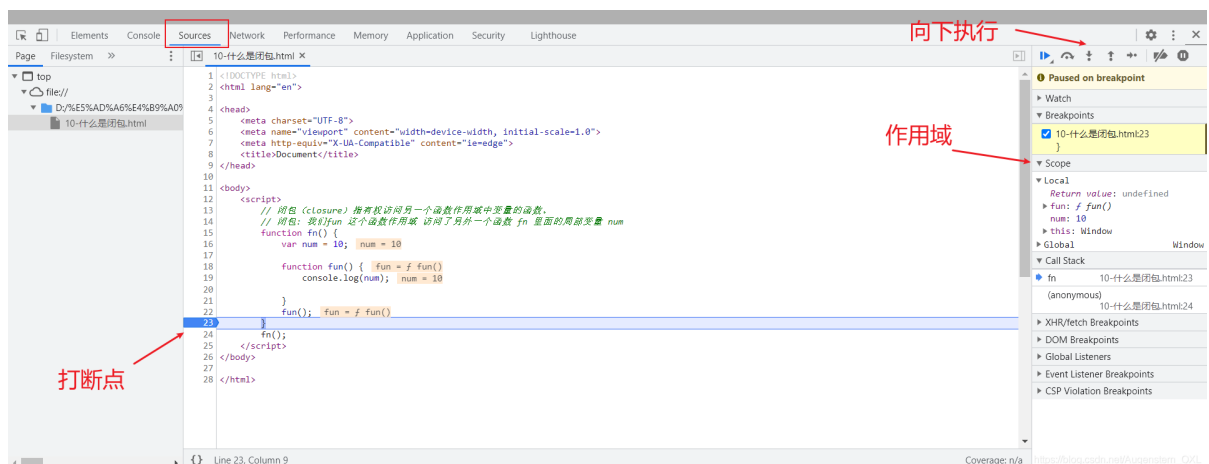 向下执行
Elements Console Sources Network Performance Memory Application Security Lighthouse
Page Filesystem »
10-什么是闭包.html ×
top
file://
D:/%E5%AD%A6%E4%B9%A0%
10-什么是闭包.html
1 <!DOCTYPE html>
2 <html lang="en">
3
4 <head>
5 <meta charset="UTF-8">
6 <meta name="viewport" content="width=device-width, initial-scale=1.0">
7 <meta http-equiv="X-UA-Compatible" content="ie=edge">
8 <title>Document</title>
9 </head>
10
11 <body>
12 <script>
13 // 闭包（closure）指有权访问另一个函数作用域中变量的函数。
14 // 闭包: 我们fun 这个函数作用域 访问了另外一个函数 fn 里面的局部变量 num
15 function fn() {
16 var num = 10; num = 10
17
18 function fun() { fun = ƒ fun()
19 console.log(num); num = 10
20
21 }
22 fun(); fun = ƒ fun()
23 }
24 fn();
25 </script>
26 </body>
27
28 </html>
打断点
作用域
Paused on breakpoint
Watch
Breakpoints
10-什么是闭包.html:23
}
Scope
Local
Return value: undefined
fun: ƒ fun()
num: 10
this: Window
Global Window
Call Stack
fn 10-什么是闭包.html:23
(anonymous)
10-什么是闭包.html:24
XHR/fetch Breakpoints
DOM Breakpoints
Global Listeners
Event Listener Breakpoints
CSP Violation Breakpoints
{} Line 23, Column 9
Coverage: n/a